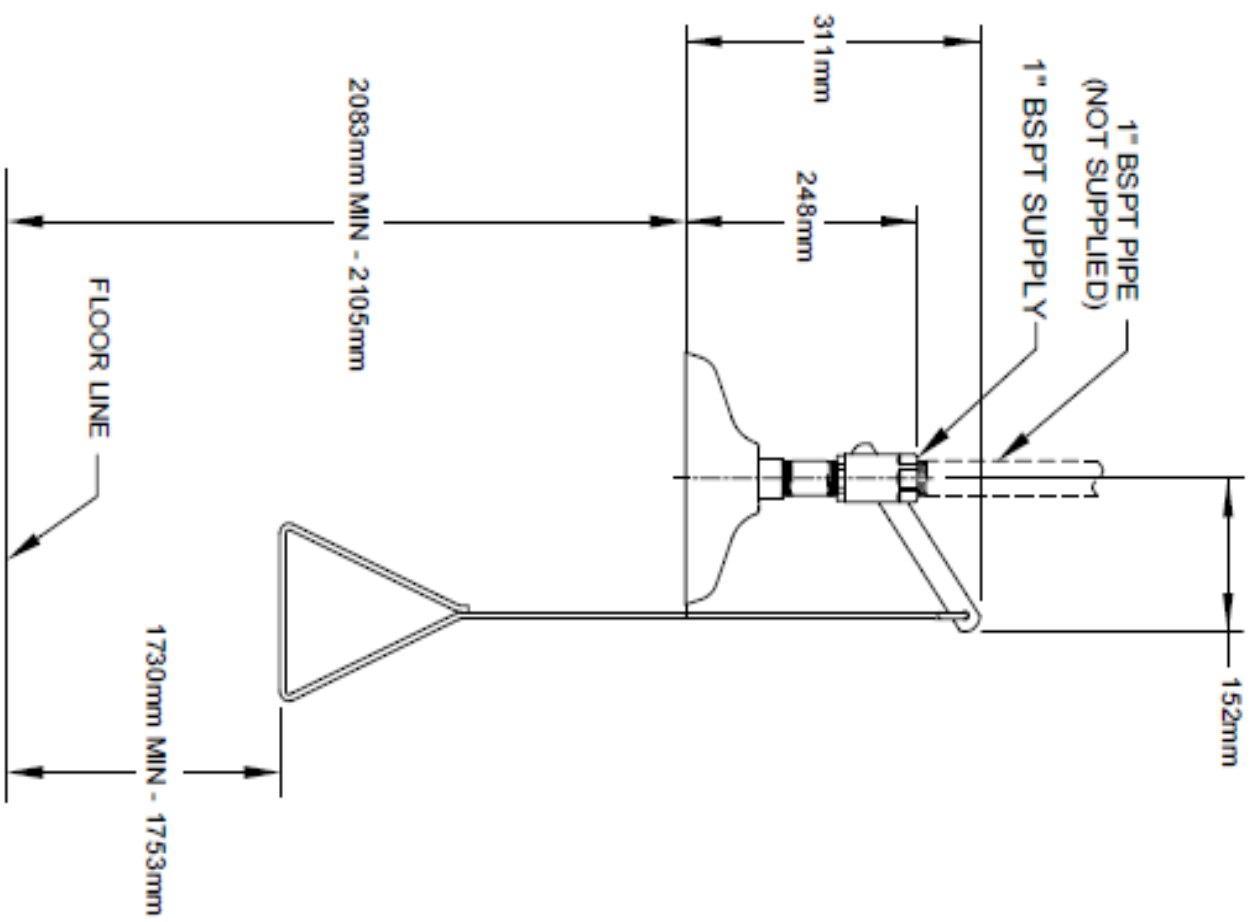 1" BSPT PIPE
(NOT SUPPLIED)
1" BSPT SUPPLY
311mm
248mm
152mm
2083mm MIN - 2105mm
1730mm MIN - 1753mm
FLOOR LINE